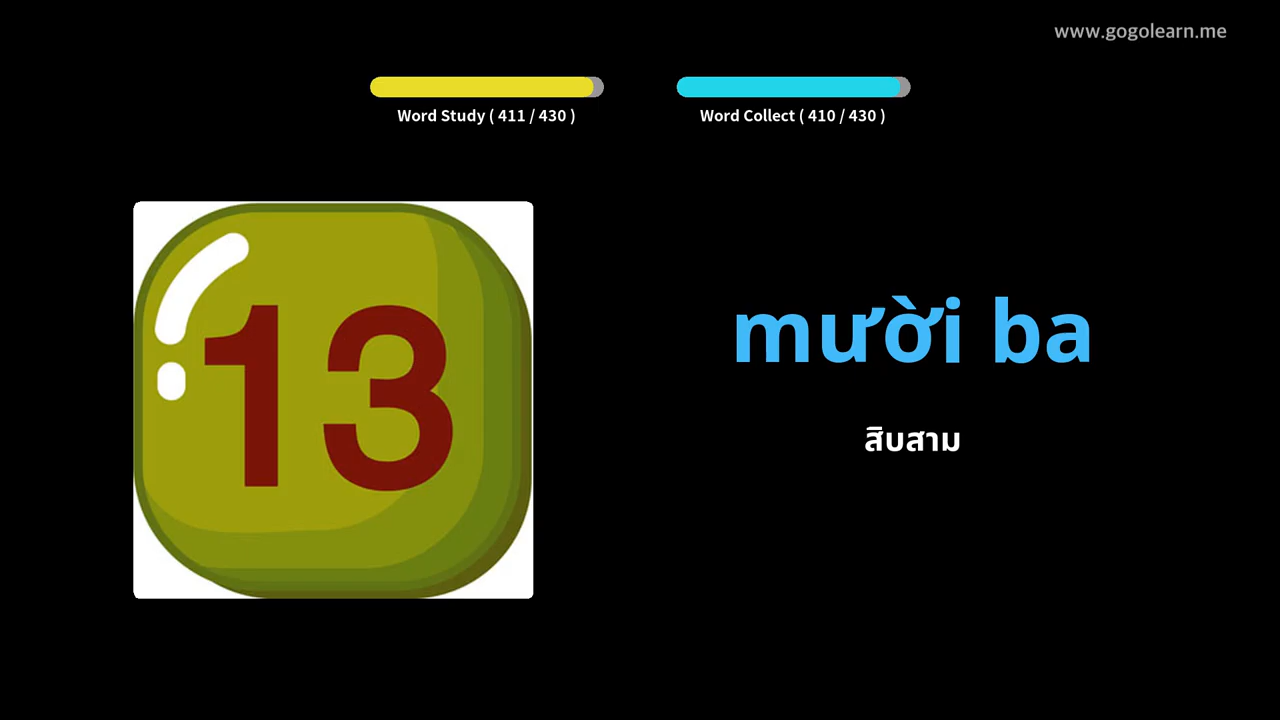 www.gogolearn.me
Word Study ( 411 / 430 )
Word Collect ( 410 / 430 )
13
mười ba
สิบสาม